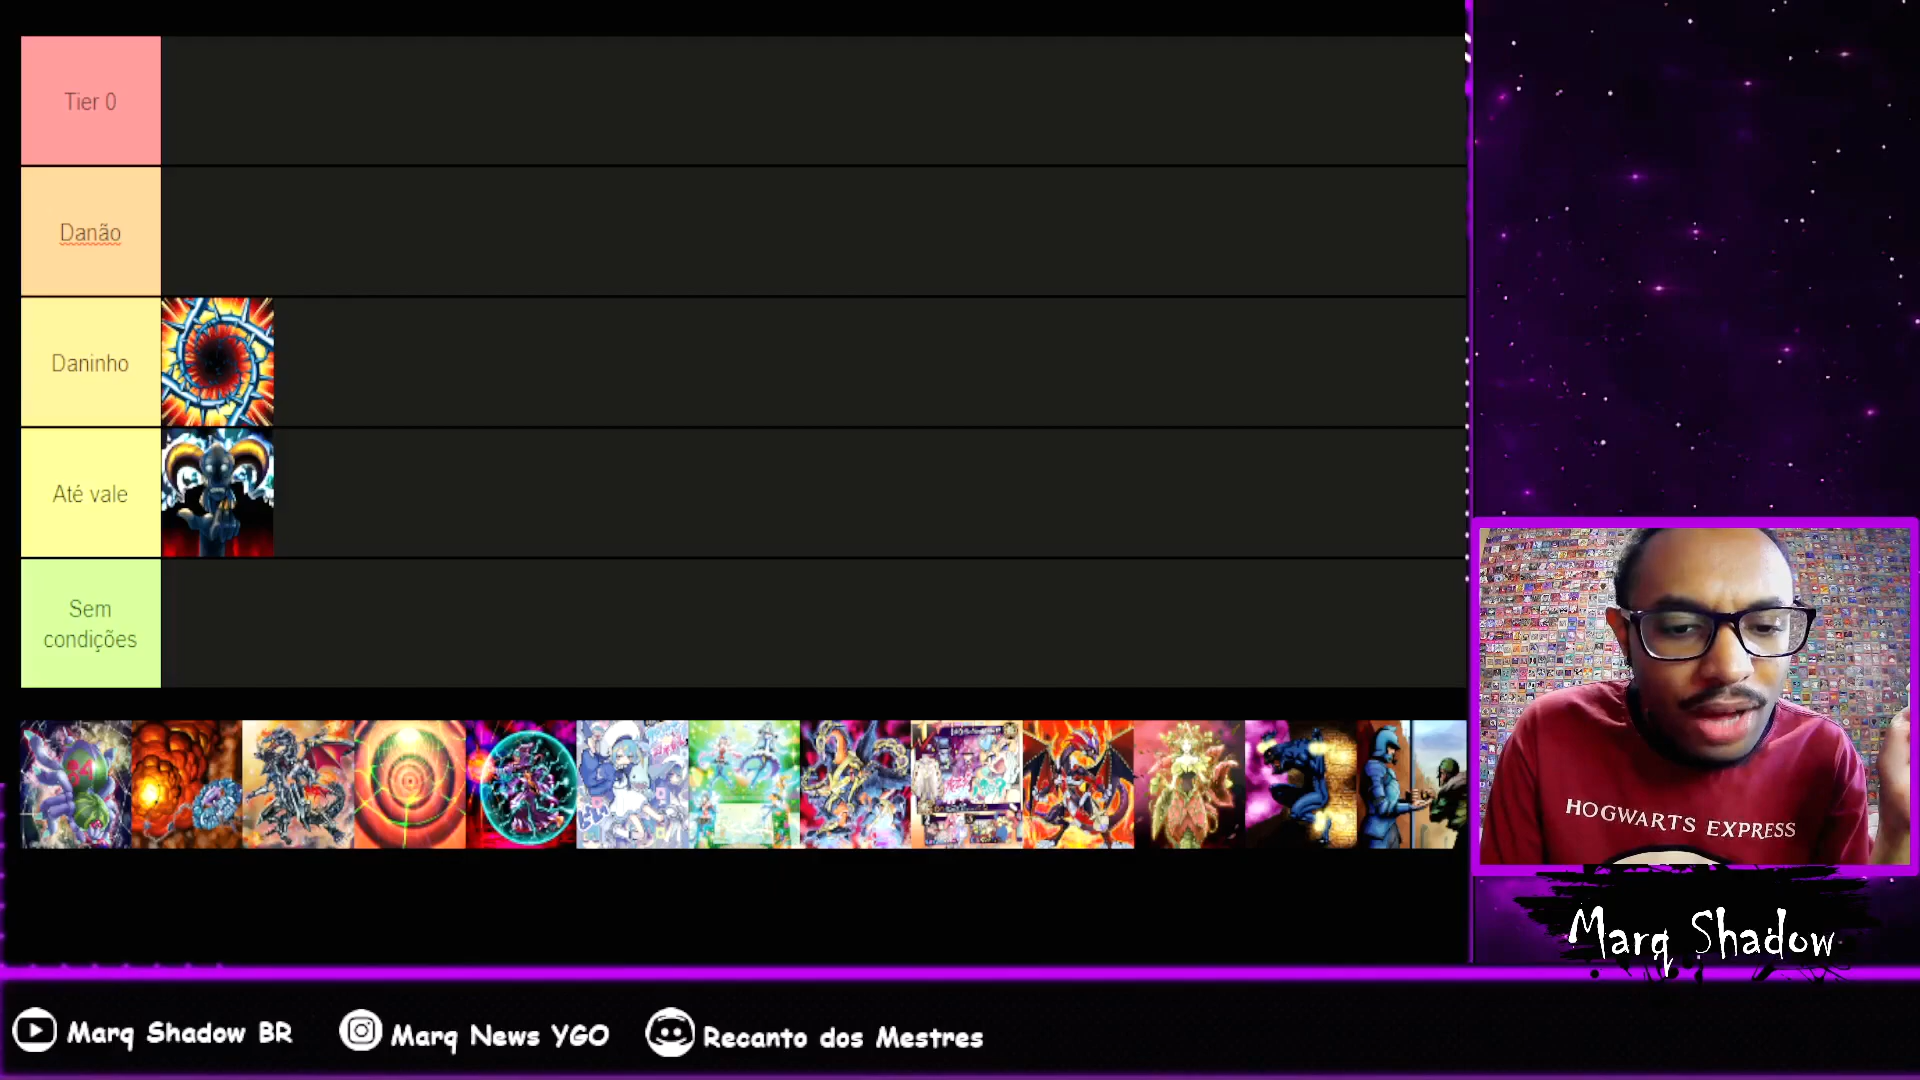 Tier 0
Danão
Daninho
Até vale
Sem
condições
HOGWARTS EXPRESS
Marq Shadow
Marq Shadow BR
Marq News YGO
Recanto dos Mestres